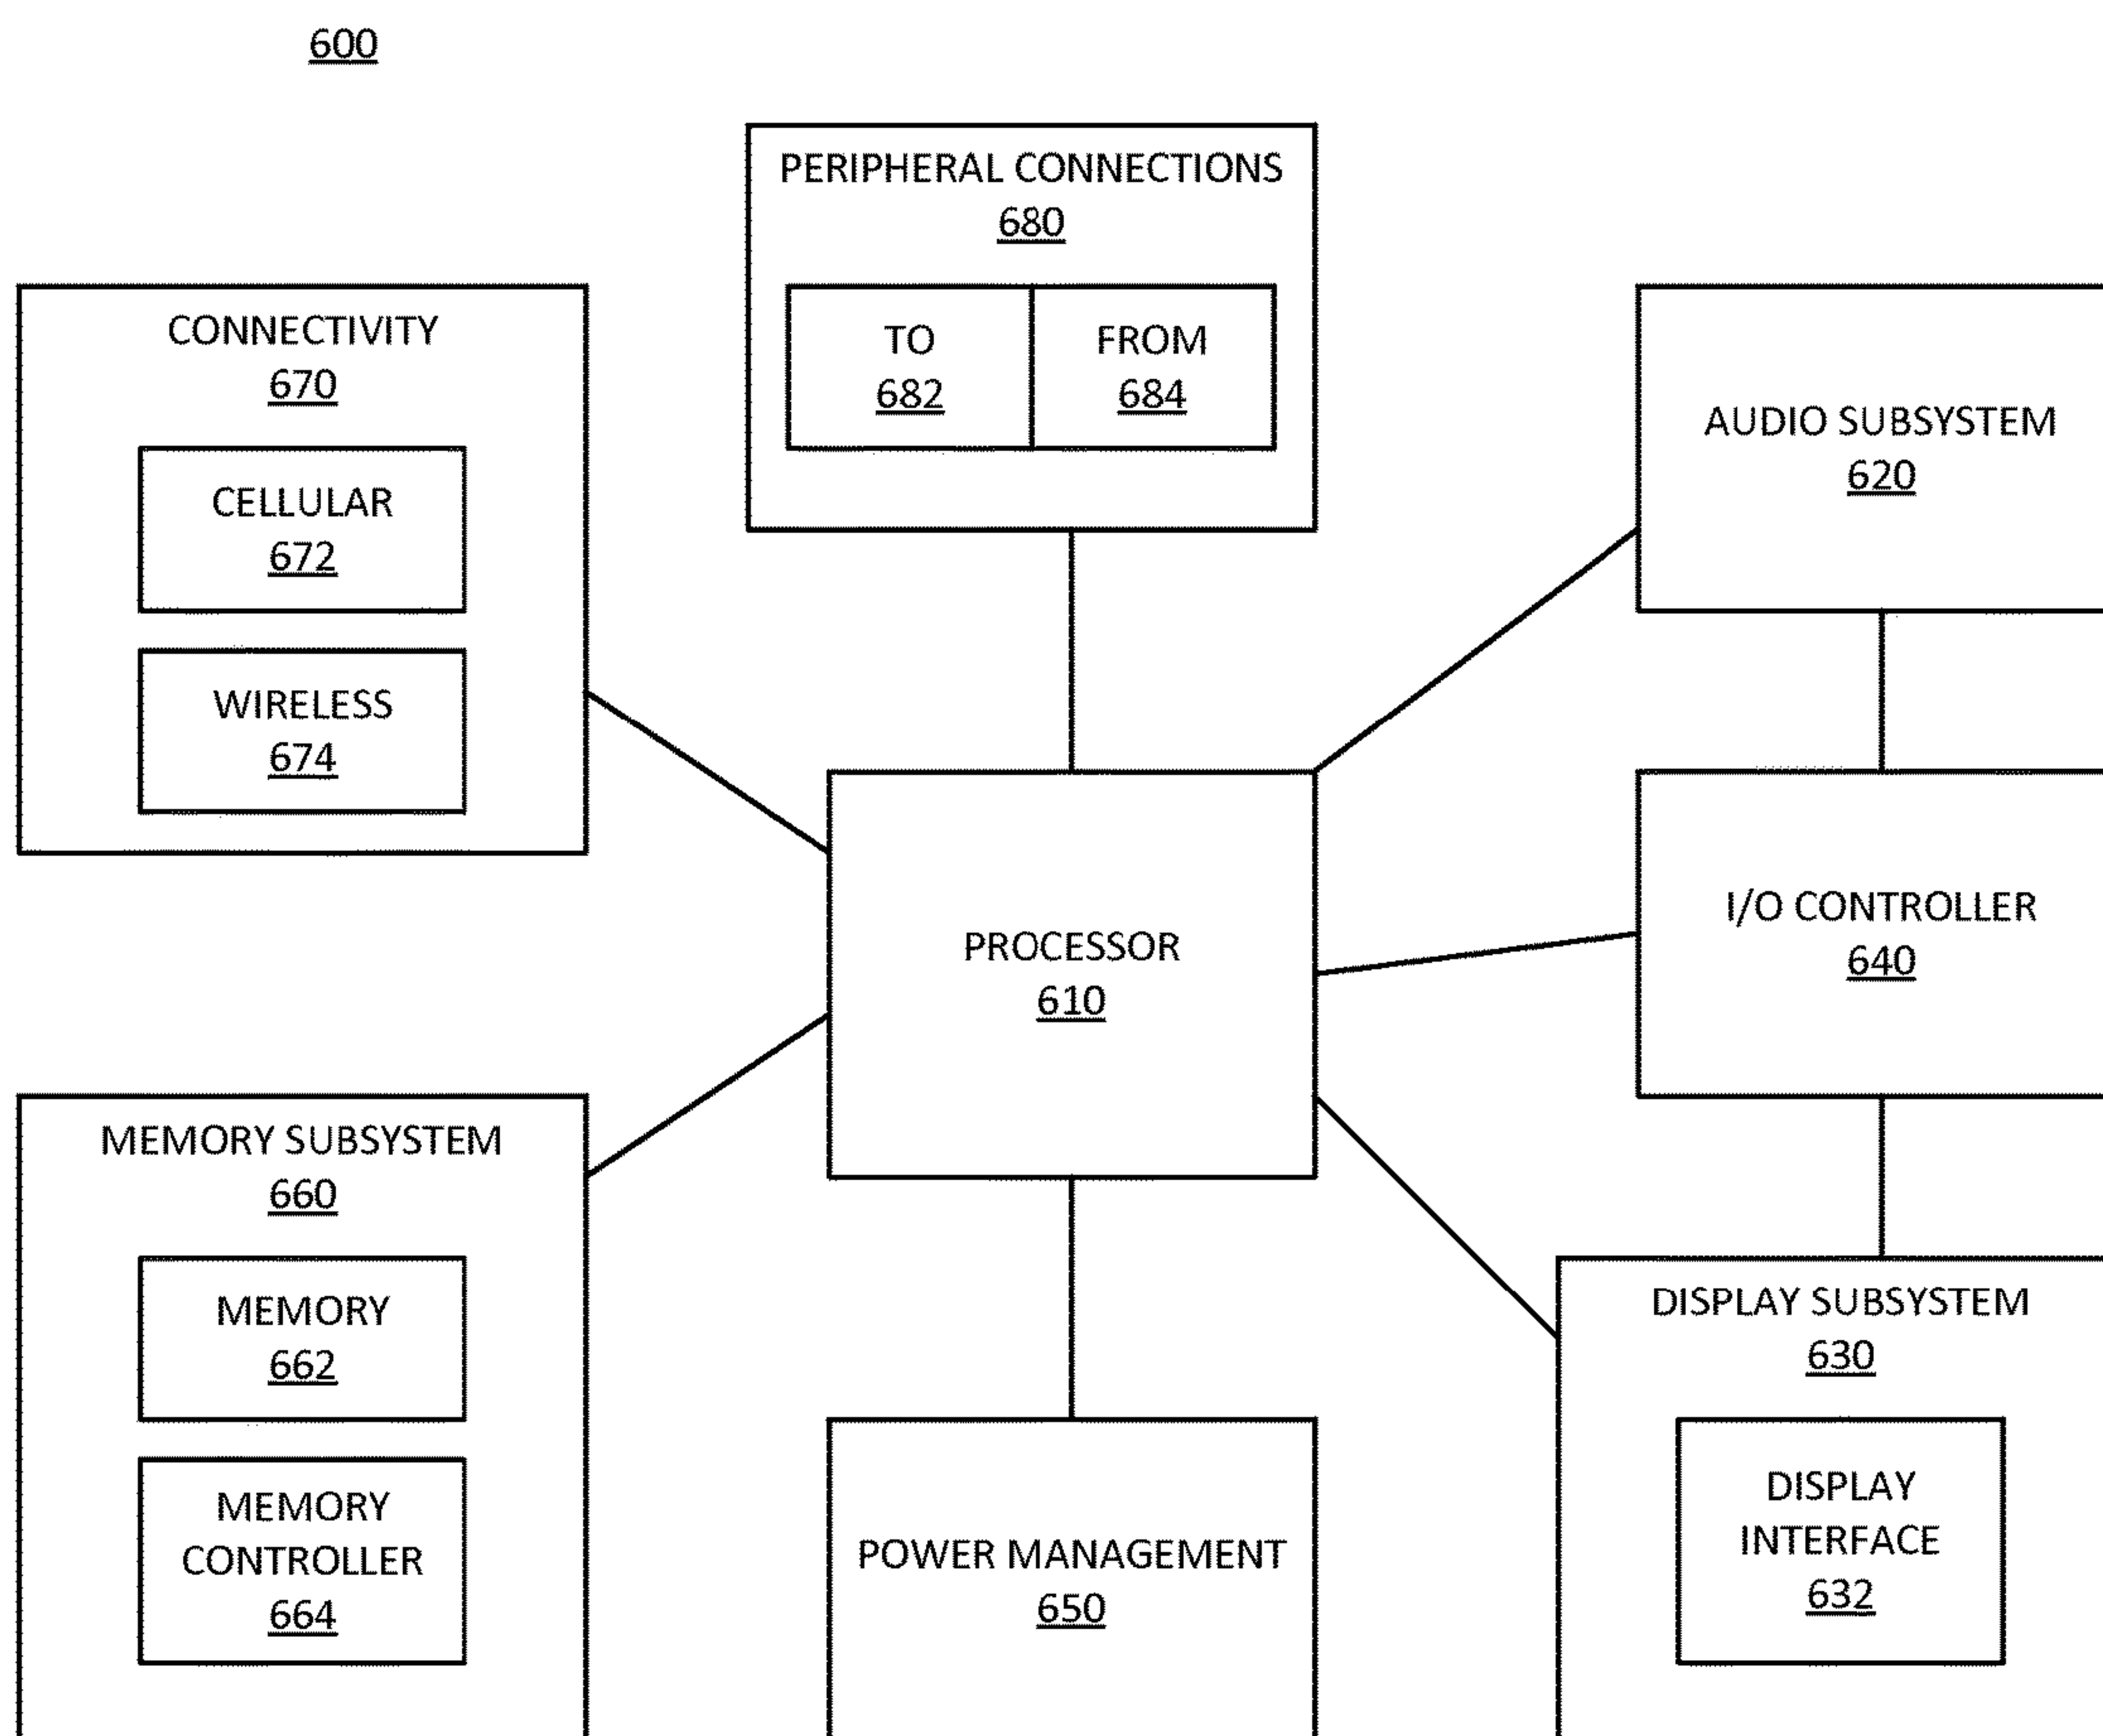 600
PERIPHERAL CONNECTIONS
680
TO
682
FROM
684
CONNECTIVITY
670
CELLULAR
672
WIRELESS
674
AUDIO SUBSYSTEM
620
PROCESSOR
610
I/O CONTROLLER
640
MEMORY SUBSYSTEM
660
MEMORY
662
MEMORY
CONTROLLER
664
POWER MANAGEMENT
650
DISPLAY SUBSYSTEM
630
DISPLAY
INTERFACE
632